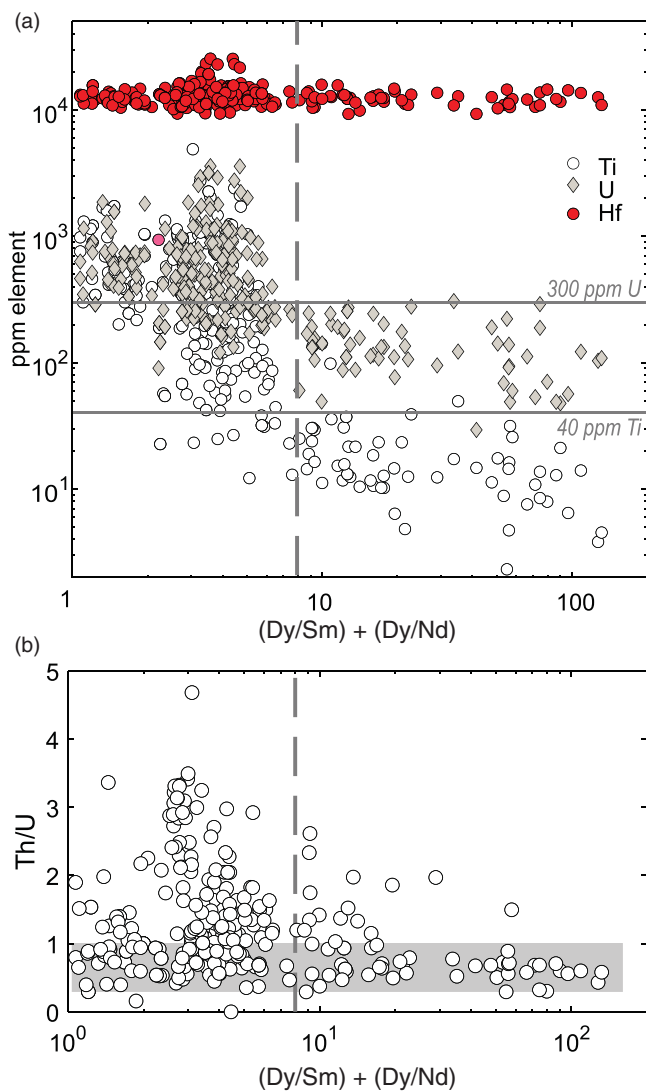 (a)
10⁴
10³
10²
10¹
ppm element
Ti
U
Hf
300 ppm U
40 ppm Ti
1
10
100
(Dy/Sm) + (Dy/Nd)
(b)
5
4
3
2
1
0
Th/U
10⁰
10¹
10²
(Dy/Sm) + (Dy/Nd)